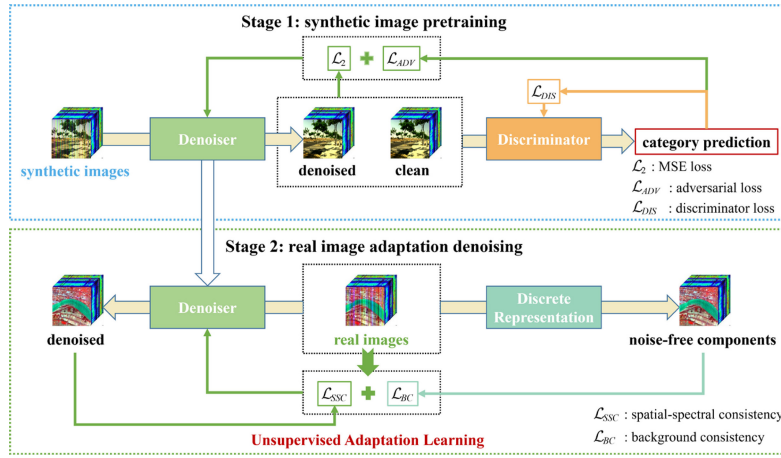 Stage 1: synthetic image pretraining
ℒ2 + ℒADV
ℒDIS
Denoiser
Discriminator
category prediction
synthetic images
denoised
clean
ℒ2 : MSE loss
ℒADV : adversarial loss
ℒDIS : discriminator loss
Stage 2: real image adaptation denoising
Denoiser
Discrete
Representation
denoised
real images
noise-free components
ℒSSC + ℒBC
ℒSSC : spatial-spectral consistency
ℒBC : background consistency
Unsupervised Adaptation Learning